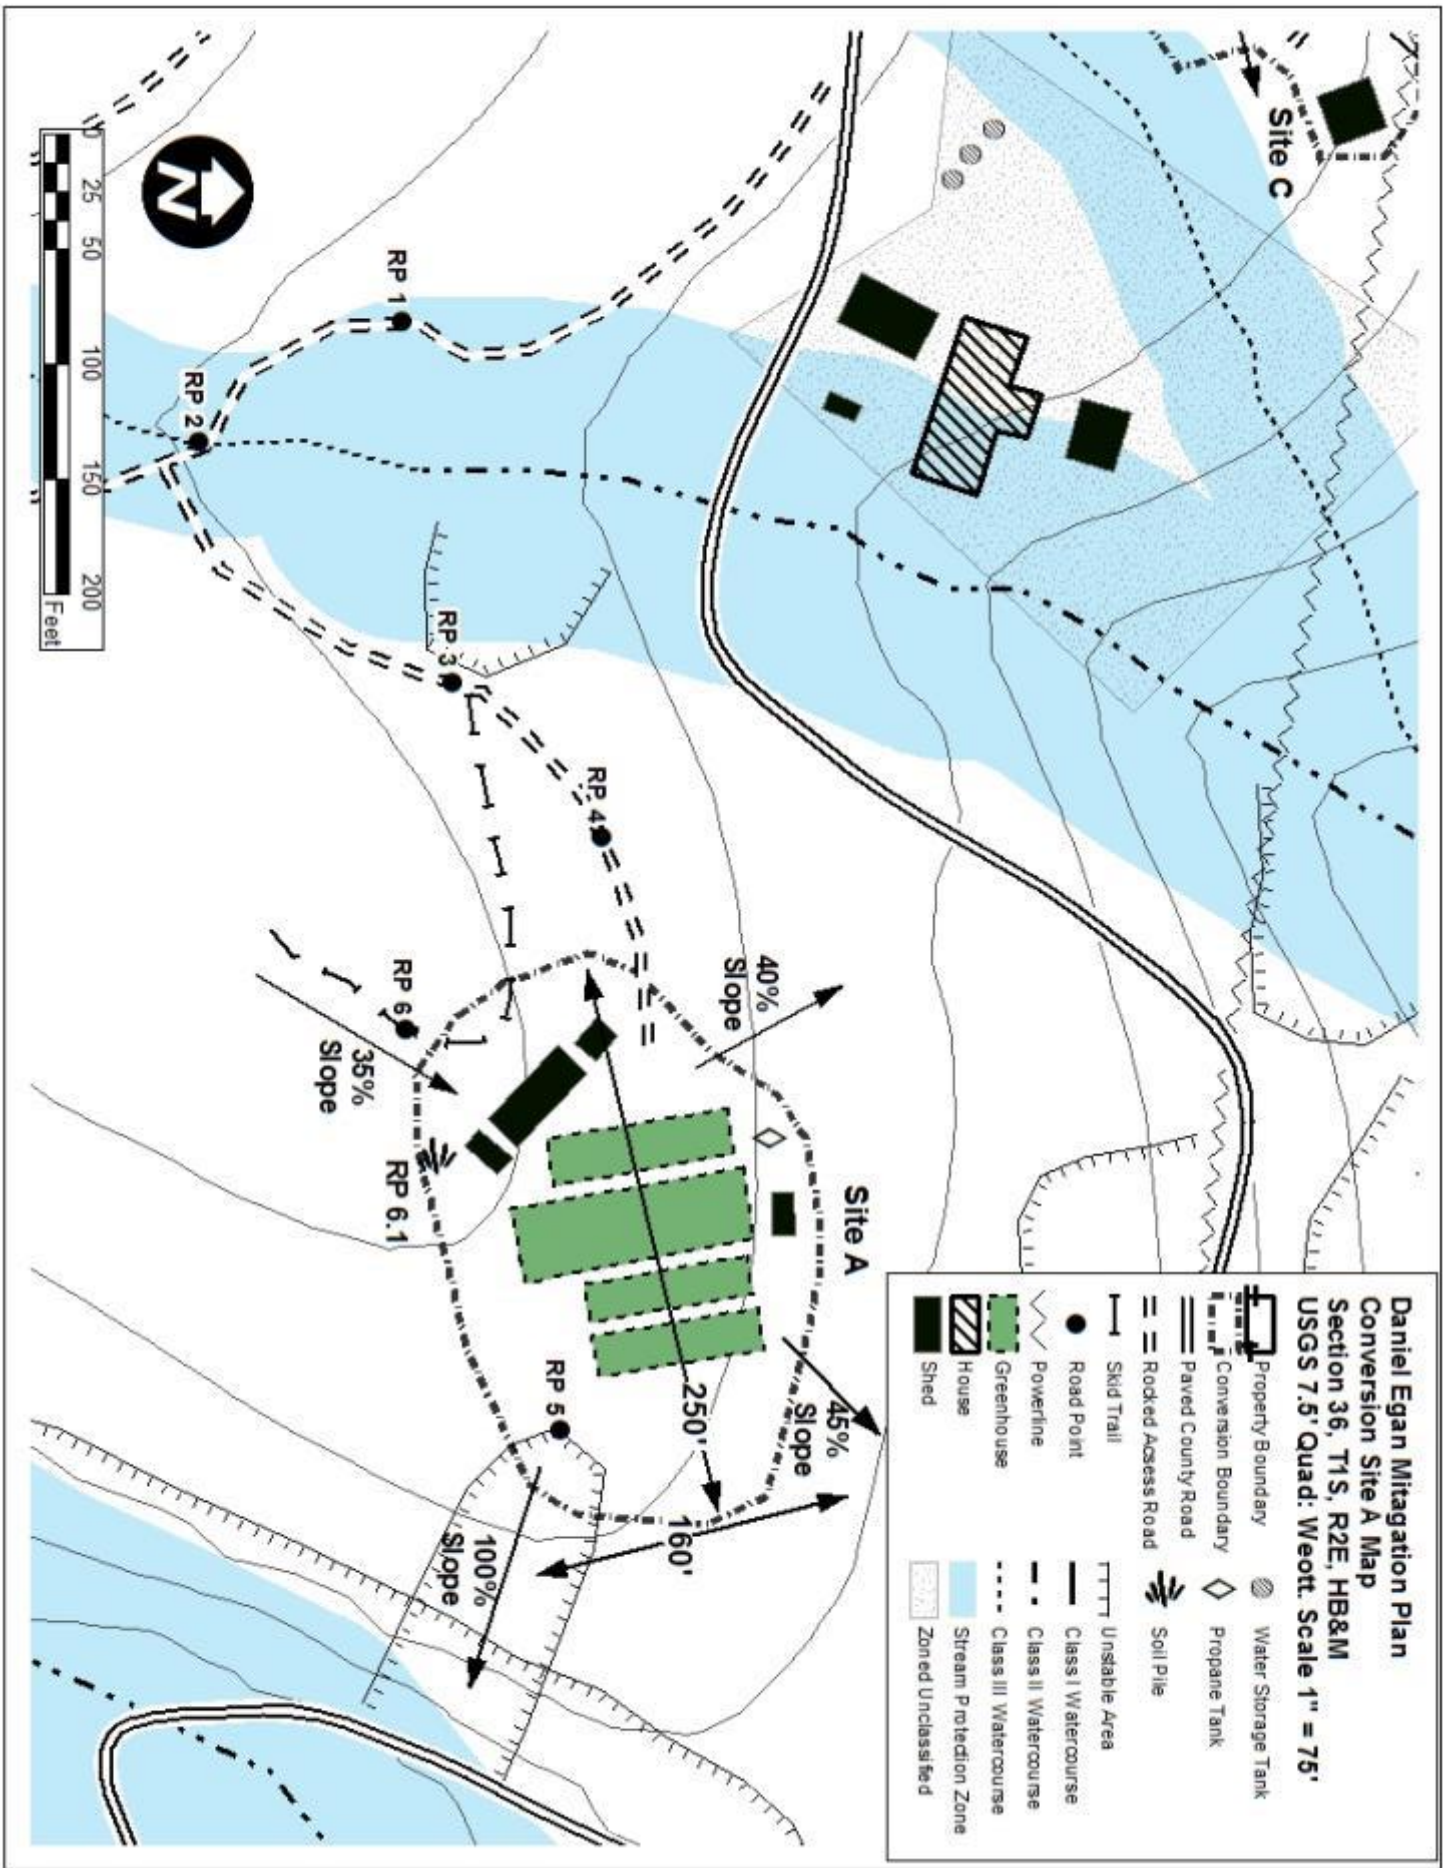 Daniel Egan Mitagation Plan
Conversion Site A Map
Section 36, T1S, R2E, HB&M
USGS 7.5' Quad: Weott. Scale 1" = 75'
Property Boundary
Conversion Boundary
Paved County Road
Rocked Acsess Road
Skid Trail
Road Point
Powerline
Greenhouse
House
Shed
Water Storage Tank
Propane Tank
Soil Pile
Unstable Area
Class I Watercourse
Class II Watercourse
Class III Watercourse
Stream Protection Zone
Zoned Unclassified
Site C
Site A
40%
Slope
45%
Slope
250'
160'
35%
Slope
100%
Slope
RP 1
RP 2
RP 3
RP 4
RP 5
RP 6
RP 6.1
N
0 25 50 100 150 200
Feet